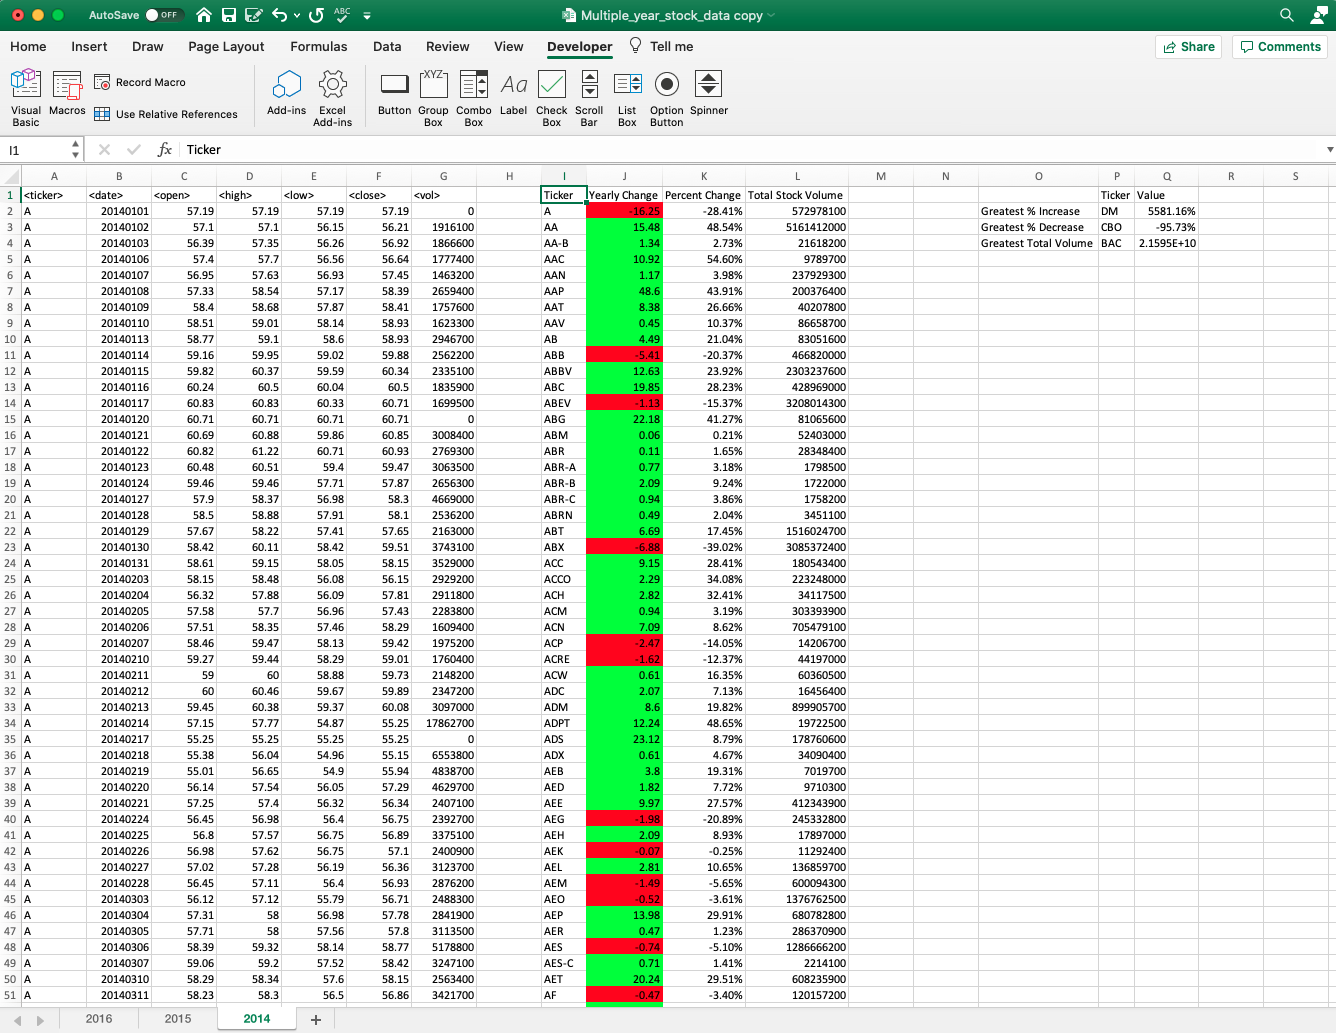 AutoSave OFF ABC Multiple_year_stock_data copy
Home Insert Draw Page Layout Formulas Data Review View Developer Tell me Share Comments
Visual Basic Macros Record Macro Use Relative References Add-ins Excel Add-ins Button XYZ Group Box Combo Box Aa Label Check Box Scroll Bar List Box Option Button Spinner
I1 fx Ticker
A B C D E F G H I J K L M N O P Q R S
1 <ticker> <date> <open> <high> <low> <close> <vol> Ticker Yearly Change Percent Change Total Stock Volume Ticker Value
2 A 20140101 57.19 57.19 57.19 57.19 0 A -16.25 -28.41% 572978100 Greatest % Increase DM 5581.16%
3 A 20140102 57.1 57.1 56.15 56.21 1916100 AA 15.48 48.54% 5161412000 Greatest % Decrease CBO -95.73%
4 A 20140103 56.39 57.35 56.26 56.92 1866600 AA-B 1.34 2.73% 21618200 Greatest Total Volume BAC 2.1595E+10
5 A 20140106 57.4 57.7 56.56 56.64 1777400 AAC 10.92 54.60% 9789700
6 A 20140107 56.95 57.63 56.93 57.45 1463200 AAN 1.17 3.98% 237929300
7 A 20140108 57.33 58.54 57.17 58.39 2659400 AAP 48.6 43.91% 200376400
8 A 20140109 58.4 58.68 57.87 58.41 1757600 AAT 8.38 26.66% 40207800
9 A 20140110 58.51 59.01 58.14 58.93 1623300 AAV 0.45 10.37% 86658700
10 A 20140113 58.77 59.1 58.6 58.93 2946700 AB 4.49 21.04% 83051600
11 A 20140114 59.16 59.95 59.02 59.88 2562200 ABB -5.41 -20.37% 466820000
12 A 20140115 59.82 60.37 59.59 60.34 2335100 ABBV 12.63 23.92% 2303237600
13 A 20140116 60.24 60.5 60.04 60.5 1835900 ABC 19.85 28.23% 428969000
14 A 20140117 60.83 60.83 60.33 60.71 1699500 ABEV -1.13 -15.37% 3208014300
15 A 20140120 60.71 60.71 60.71 60.71 0 ABG 22.18 41.27% 81065600
16 A 20140121 60.69 60.88 59.86 60.85 3008400 ABM 0.06 0.21% 52403000
17 A 20140122 60.82 61.22 60.71 60.93 2769300 ABR 0.11 1.65% 28348400
18 A 20140123 60.48 60.51 59.4 59.47 3063500 ABR-A 0.77 3.18% 1798500
19 A 20140124 59.46 59.46 57.71 57.87 2656300 ABR-B 2.09 9.24% 1722000
20 A 20140127 57.9 58.37 56.98 58.3 4669000 ABR-C 0.94 3.86% 1758200
21 A 20140128 58.5 58.88 57.91 58.1 2536200 ABRN 0.49 2.04% 3451100
22 A 20140129 57.67 58.22 57.41 57.65 2163000 ABT 6.69 17.45% 1516024700
23 A 20140130 58.42 60.11 58.42 59.51 3743100 ABX -6.88 -39.02% 3085372400
24 A 20140131 58.61 59.15 58.05 58.15 3529000 ACC 9.15 28.41% 180543400
25 A 20140203 58.15 58.48 56.08 56.15 2929200 ACCO 2.29 34.08% 223248000
26 A 20140204 56.32 57.88 56.09 57.81 2911800 ACH 2.82 32.41% 34117500
27 A 20140205 57.58 57.7 56.96 57.43 2283800 ACM 0.94 3.19% 303393900
28 A 20140206 57.51 58.35 57.46 58.29 1609400 ACN 7.09 8.62% 705479100
29 A 20140207 58.46 59.47 58.13 59.42 1975200 ACP -2.47 -14.05% 14206700
30 A 20140210 59.27 59.44 58.29 59.01 1760400 ACRE -1.62 -12.37% 44197000
31 A 20140211 59 60 58.88 59.73 2148200 ACW 0.61 16.35% 60360500
32 A 20140212 60 60.46 59.67 59.89 2347200 ADC 2.07 7.13% 16456400
33 A 20140213 59.45 60.38 59.37 60.08 3097000 ADM 8.6 19.82% 899905700
34 A 20140214 57.15 57.77 54.87 55.25 17862700 ADPT 12.24 48.65% 19722500
35 A 20140217 55.25 55.25 55.25 55.25 0 ADS 23.12 8.79% 178760600
36 A 20140218 55.38 56.04 54.96 55.15 6553800 ADX 0.61 4.67% 34090400
37 A 20140219 55.01 56.65 54.9 55.94 4838700 AEB 3.8 19.31% 7019700
38 A 20140220 56.14 57.54 56.05 57.29 4629700 AED 1.82 7.72% 9710300
39 A 20140221 57.25 57.4 56.32 56.34 2407100 AEE 9.97 27.57% 412343900
40 A 20140224 56.45 56.98 56.4 56.75 2392700 AEG -1.98 -20.89% 245332800
41 A 20140225 56.8 57.57 56.75 56.89 3375100 AEH 2.09 8.93% 17897000
42 A 20140226 56.98 57.62 56.75 57.1 2400900 AEK -0.07 -0.25% 11292400
43 A 20140227 57.02 57.28 56.19 56.36 3123700 AEL 2.81 10.65% 136859700
44 A 20140228 56.45 57.11 56.4 56.93 2876200 AEM -1.49 -5.65% 600094300
45 A 20140303 56.12 57.12 55.79 56.71 2488300 AEO -0.52 -3.61% 1376762500
46 A 20140304 57.31 58 56.98 57.78 2841900 AEP 13.98 29.91% 680782800
47 A 20140305 57.71 58 57.56 57.8 3113500 AER 0.47 1.23% 286370900
48 A 20140306 58.39 59.32 58.14 58.77 5178800 AES -0.74 -5.10% 1286666200
49 A 20140307 59.06 59.2 57.52 58.42 3247100 AES-C 0.71 1.41% 2214100
50 A 20140310 58.29 58.34 57.6 58.15 2563400 AET 20.24 29.51% 608235900
51 A 20140311 58.23 58.3 56.5 56.86 3421700 AF -0.47 -3.40% 120157200
2016 2015 2014